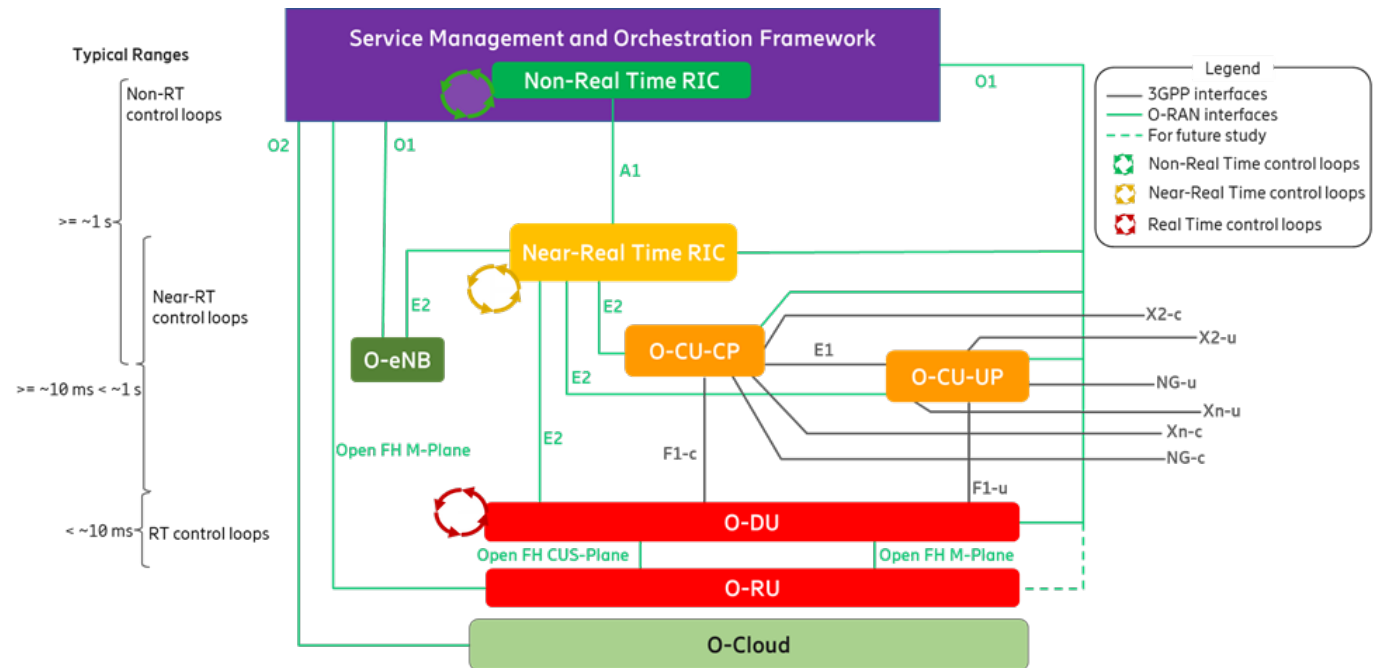 Service Management and Orchestration Framework
Typical Ranges
Non-Real Time RIC
O1
Legend
3GPP interfaces
O-RAN interfaces
For future study
Non-Real Time control loops
Near-Real Time control loops
Real Time control loops
Non-RT
control loops
O2
O1
A1
>= ~1 s
Near-Real Time RIC
Near-RT
control loops
E2
E2
O-eNB
O-CU-CP
E1
O-CU-UP
X2-c
X2-u
NG-u
Xn-u
Xn-c
NG-c
>= ~10 ms < ~1 s
E2
Open FH M-Plane
E2
F1-c
F1-u
< ~10 ms
RT control loops
O-DU
Open FH CUS-Plane
Open FH M-Plane
O-RU
O-Cloud